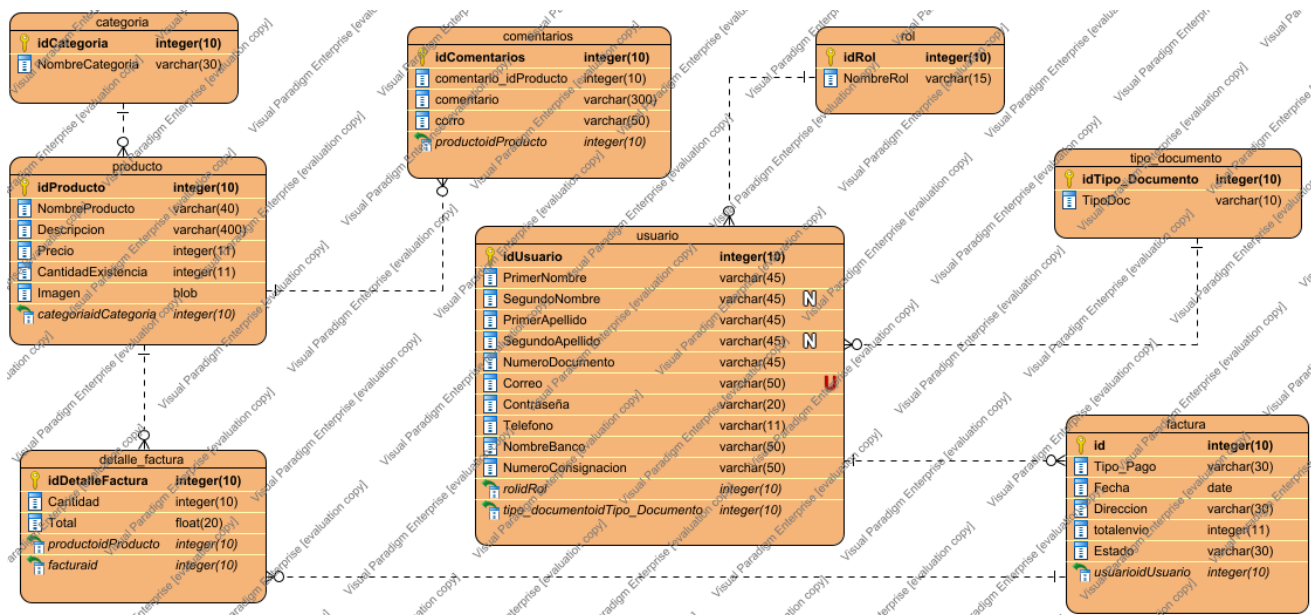 categoria
idCategoria integer(10)
NombreCategoria varchar(30)
comentarios
idComentarios integer(10)
comentario_idProducto integer(10)
comentario varchar(300)
corro varchar(50)
productoidProducto integer(10)
rol
idRol integer(10)
NombreRol varchar(15)
producto
idProducto integer(10)
NombreProducto varchar(40)
Descripcion varchar(400)
Precio integer(11)
CantidadExistencia integer(11)
Imagen blob
categoriaidCategoria integer(10)
tipo_documento
idTipo_Documento integer(10)
TipoDoc varchar(10)
usuario
idUsuario integer(10)
PrimerNombre varchar(45)
SegundoNombre varchar(45) N
PrimerApellido varchar(45)
SegundoApellido varchar(45) N
NumeroDocumento varchar(45)
Correo varchar(50) U
Contraseña varchar(20)
Telefono varchar(11)
NombreBanco varchar(50)
NumeroConsignacion varchar(50)
rolidRol integer(10)
tipo_documentoidTipo_Documento integer(10)
detalle_factura
idDetalleFactura integer(10)
Cantidad integer(10)
Total float(20)
productoidProducto integer(10)
facturaid integer(10)
factura
id integer(10)
Tipo_Pago varchar(30)
Fecha date
Direccion varchar(30)
totalenvio integer(11)
Estado varchar(30)
usuarioidUsuario integer(10)
Visual Paradigm Enterprise [evaluation copy]